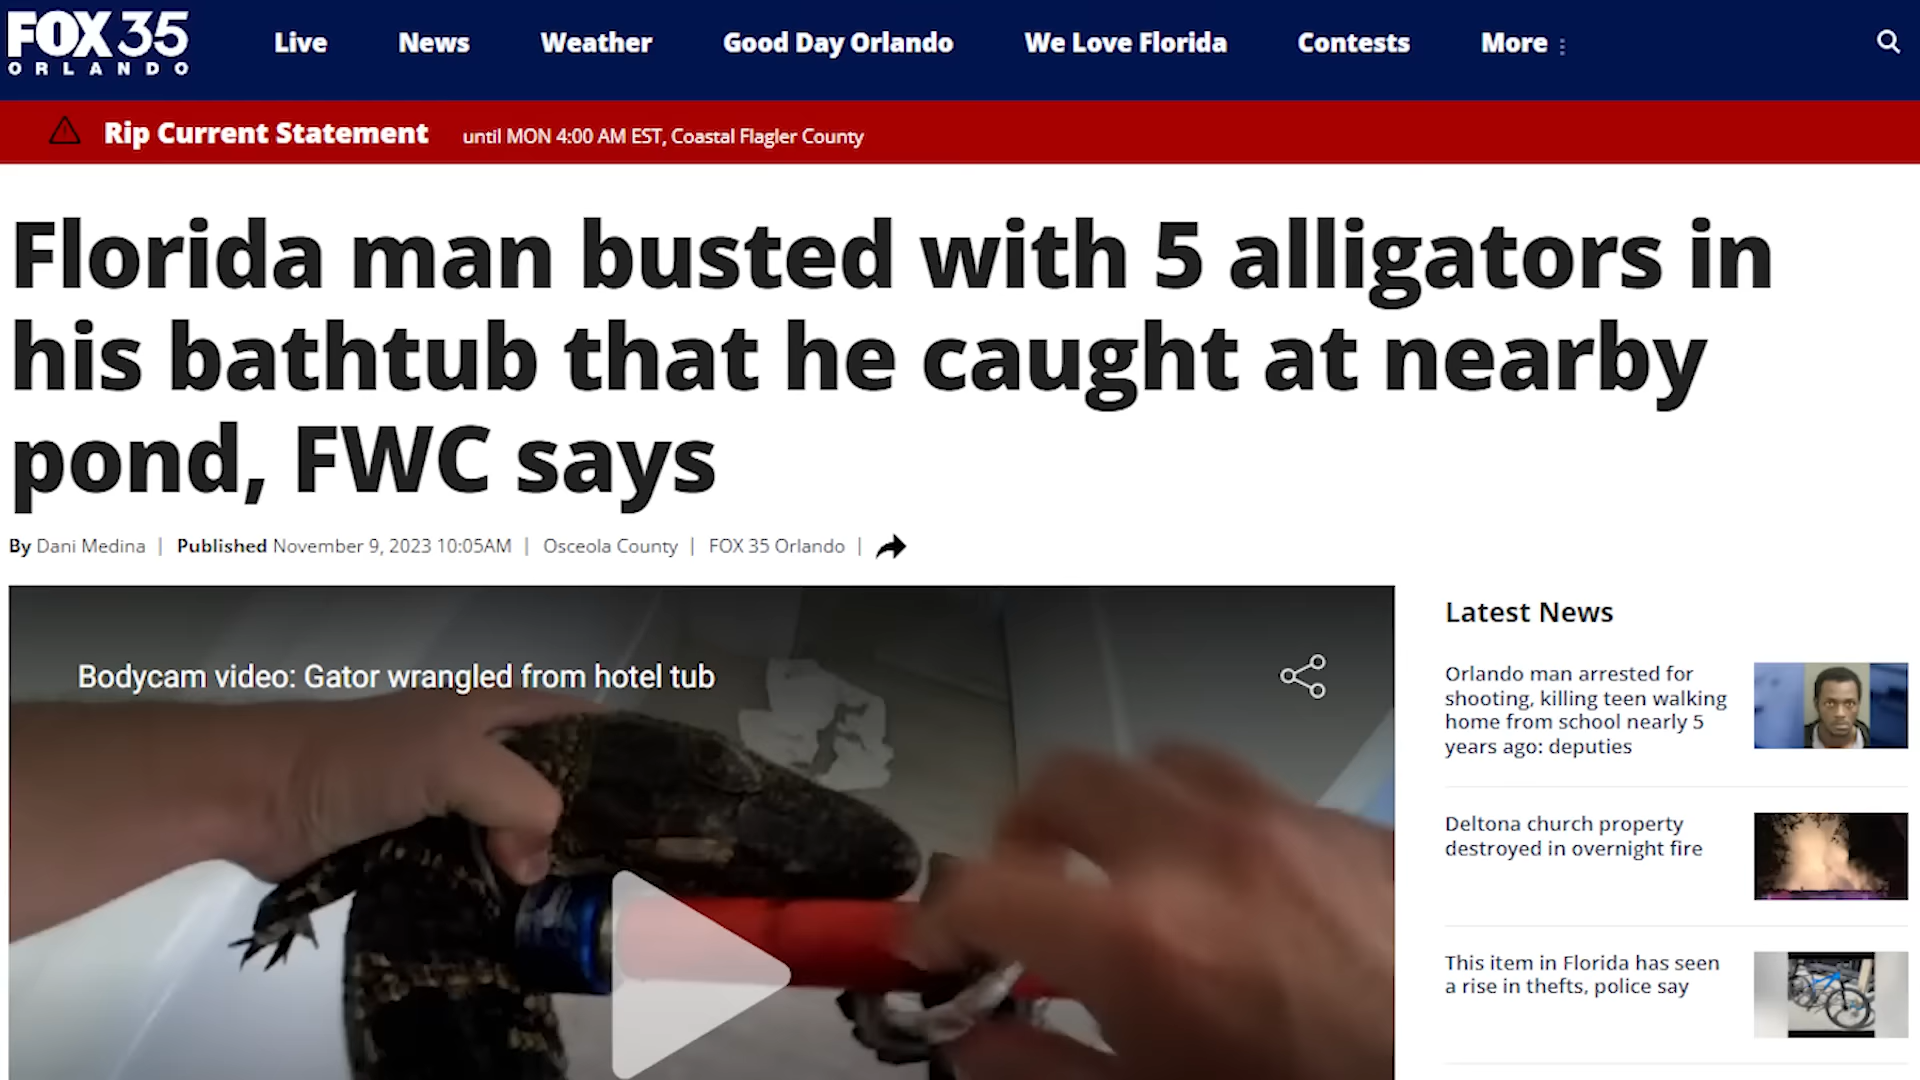 FOX 35
ORLANDO
Live
News
Weather
Good Day Orlando
We Love Florida
Contests
More
Rip Current Statement
until MON 4:00 AM EST, Coastal Flagler County
Florida man busted with 5 alligators in
his bathtub that he caught at nearby
pond, FWC says
By Dani Medina | Published November 9, 2023 10:05AM | Osceola County | FOX 35 Orlando |
Bodycam video: Gator wrangled from hotel tub
Latest News
Orlando man arrested for
shooting, killing teen walking
home from school nearly 5
years ago: deputies
Deltona church property
destroyed in overnight fire
This item in Florida has seen
a rise in thefts, police say